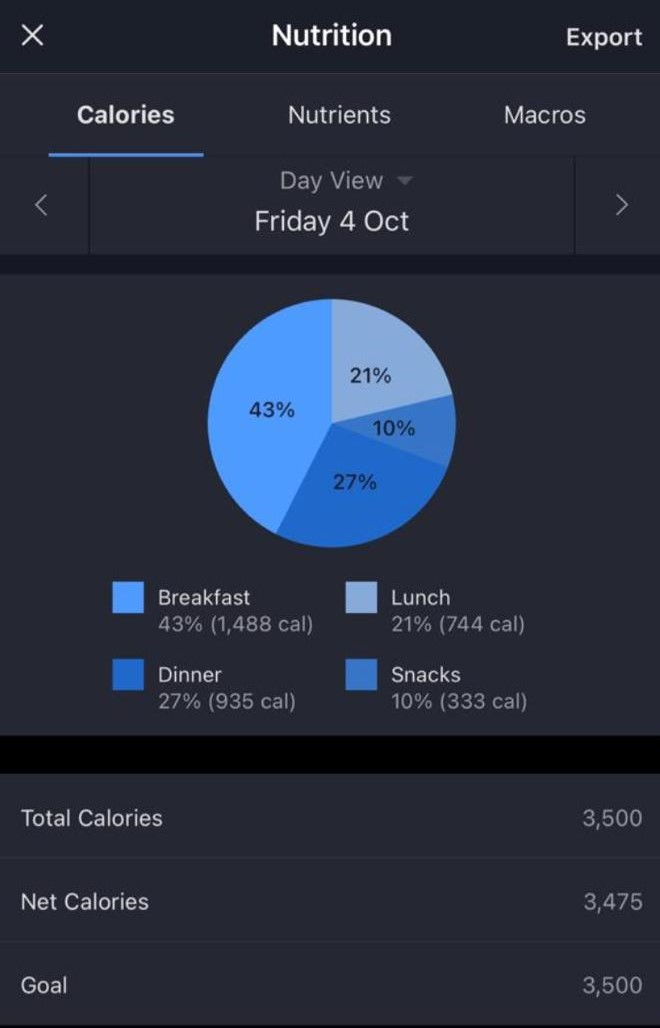 Nutrition
Export
Calories
Nutrients
Macros
Day View
Friday 4 Oct
21%
43%
10%
27%
Breakfast
43% (1,488 cal)
Lunch
21% (744 cal)
Dinner
27% (935 cal)
Snacks
10% (333 cal)
Total Calories
3,500
Net Calories
3,475
Goal
3,500